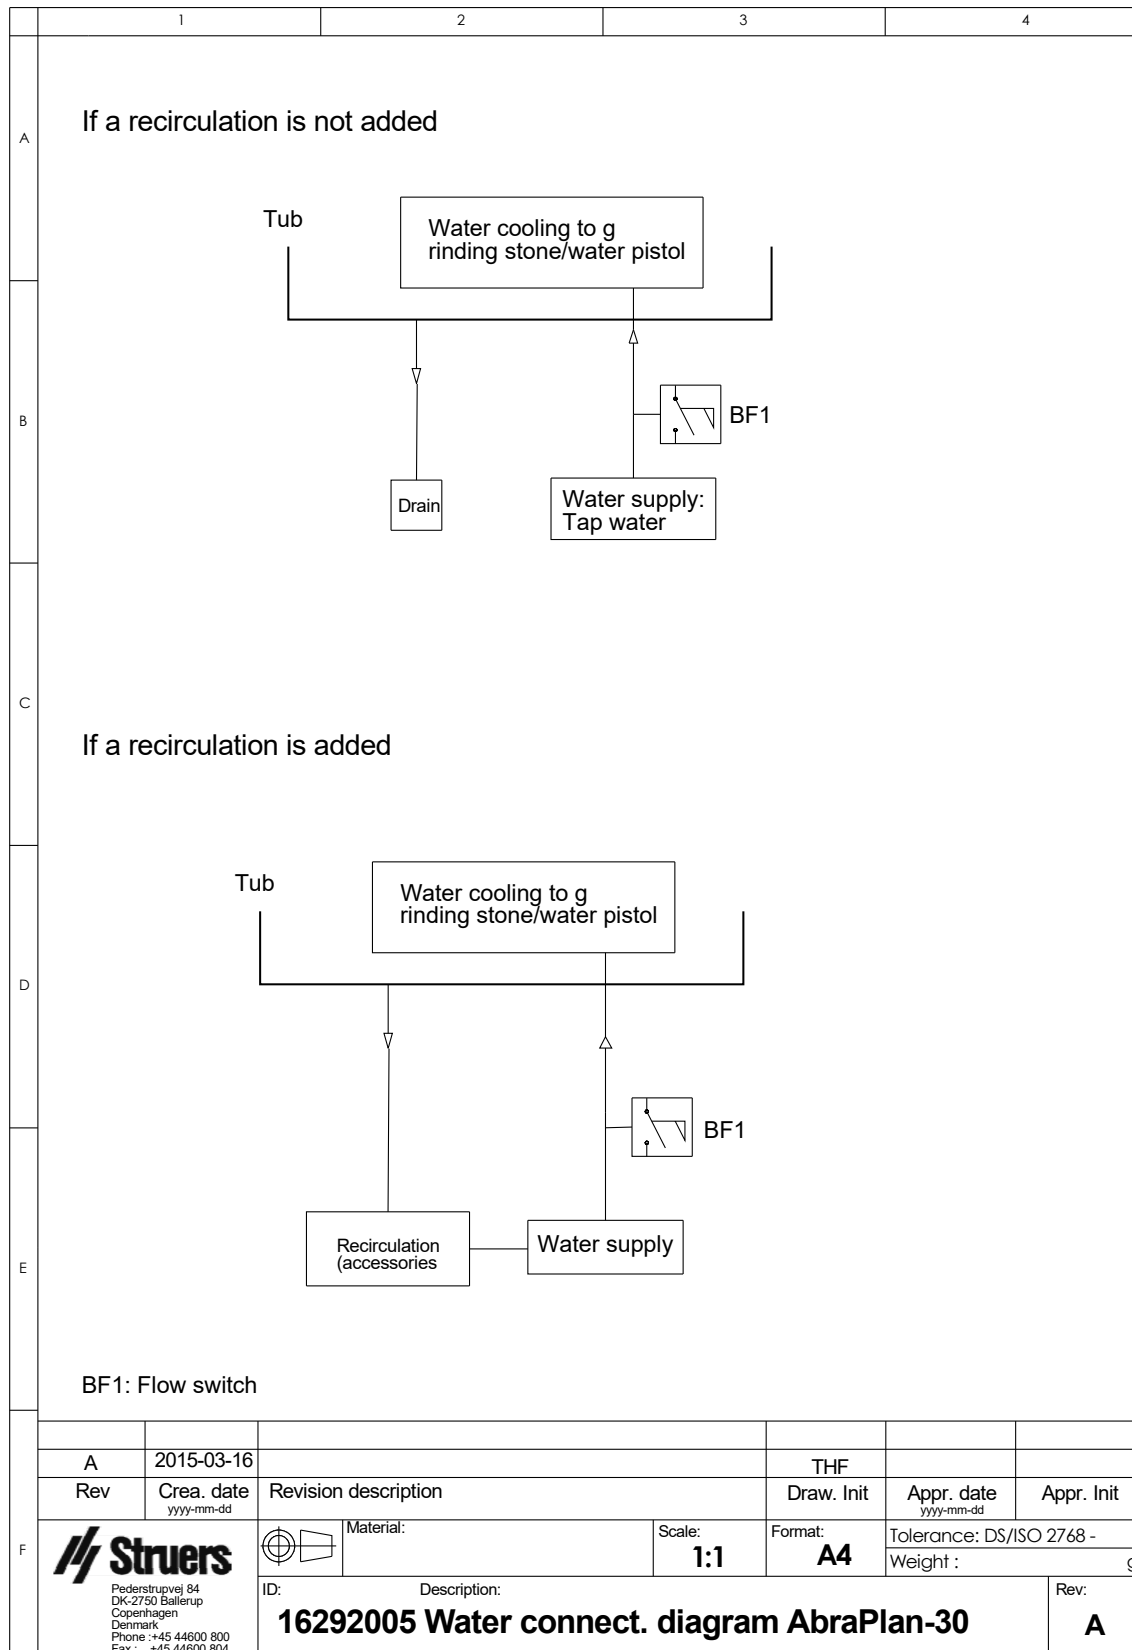 1 2 3 4
A
If a recirculation is not added
Tub
Water cooling to g
rinding stone/water pistol
B
BF1
Drain
Water supply:
Tap water
C
If a recirculation is added
Tub
Water cooling to g
rinding stone/water pistol
D
BF1
Recirculation
(accessories
Water supply
E
BF1: Flow switch
A 2015-03-16 THF
Rev Crea. date Revision description Draw. Init Appr. date Appr. Init
yyyy-mm-dd yyyy-mm-dd
F
Struers
Material:
Scale:
1:1
Format:
A4
Tolerance: DS/ISO 2768 -
Weight : g
Pederstrupvej 84
DK-2750 Ballerup
Copenhagen
Denmark
Phone :+45 44600 800
Fax : +45 44600 804
ID: Description:
16292005 Water connect. diagram AbraPlan-30
Rev:
A